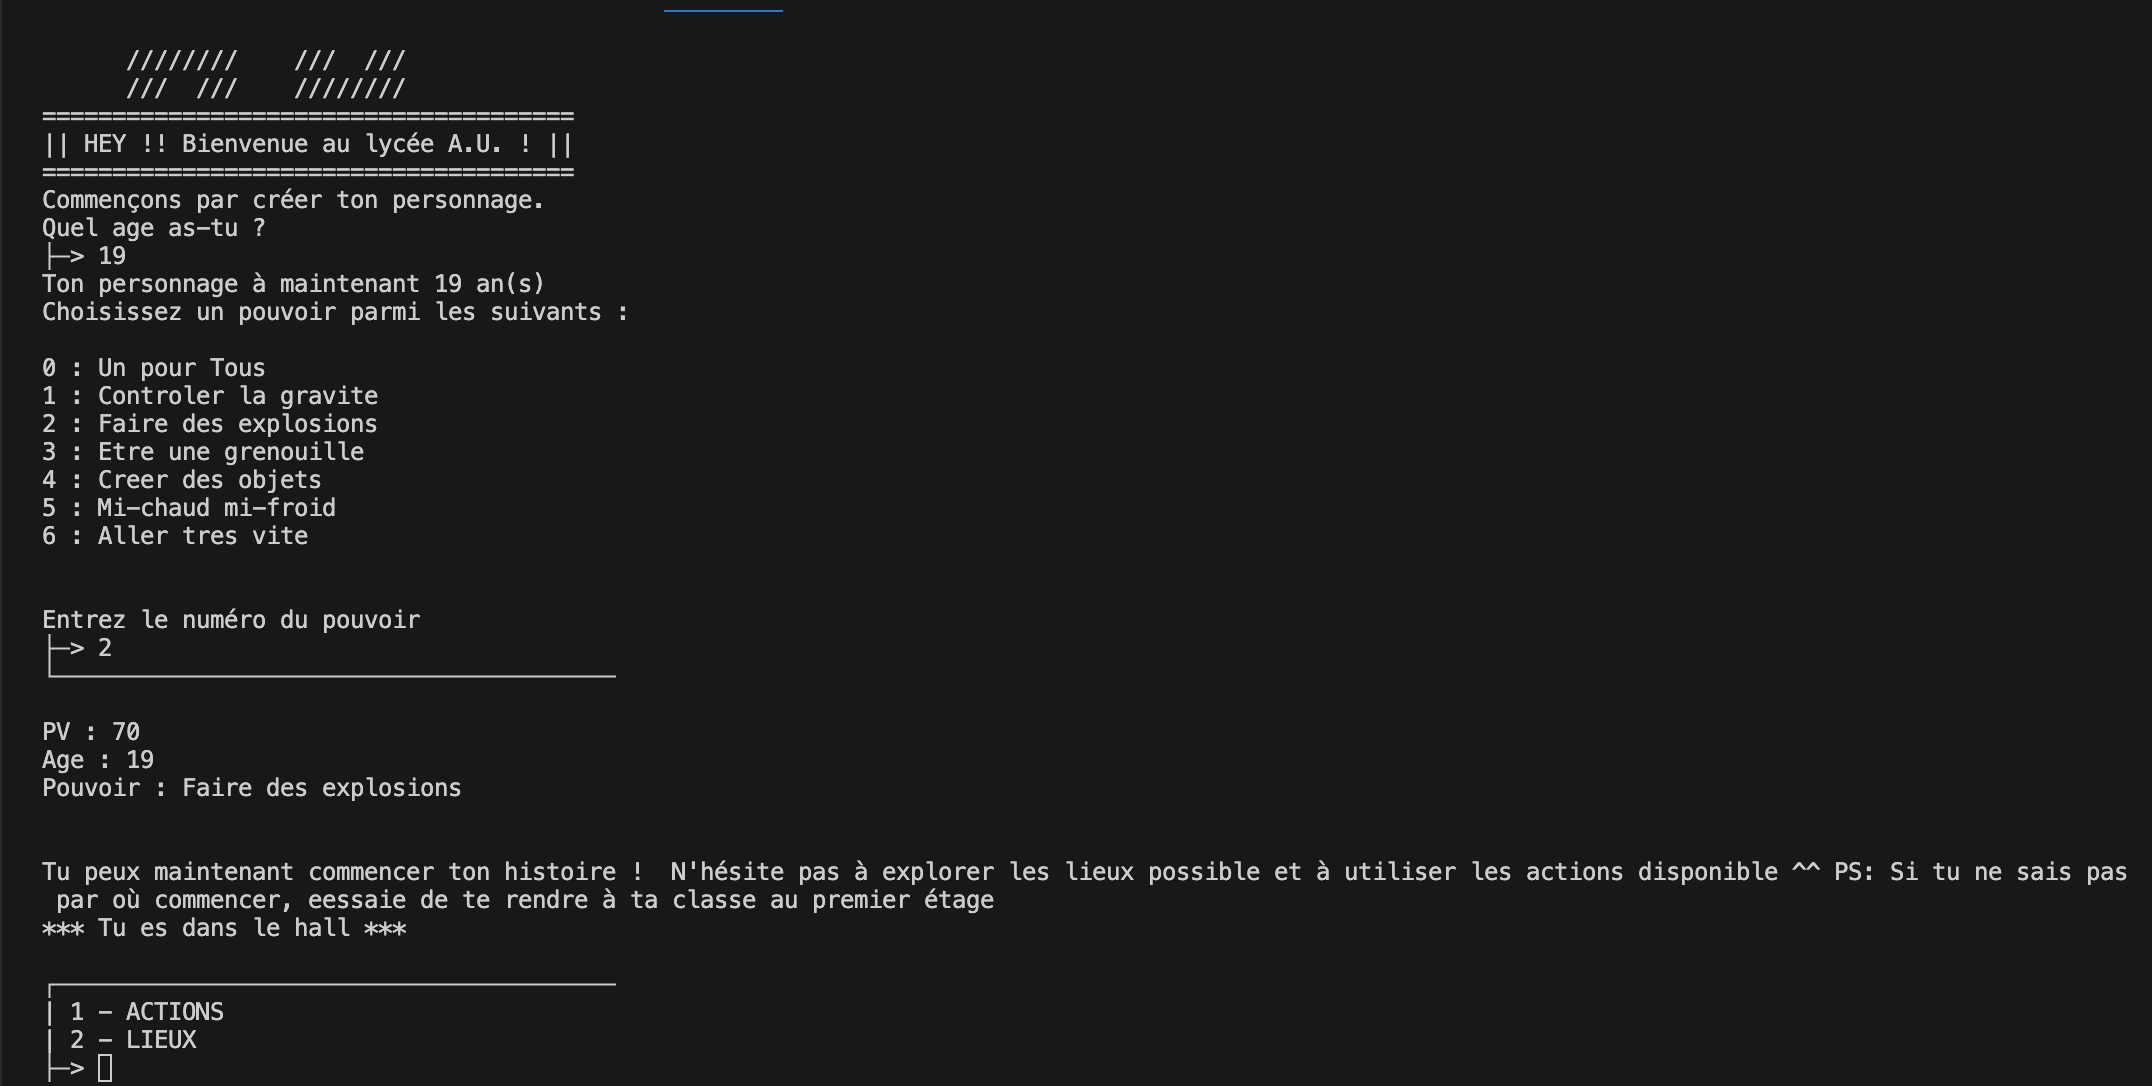 ////////    ///  ///
///  ///    ////////
======================================
|| HEY !! Bienvenue au lycée A.U. ! ||
======================================
Commençons par créer ton personnage.
Quel age as-tu ?
├─> 19
Ton personnage à maintenant 19 an(s)
Choisissez un pouvoir parmi les suivants :
0 : Un pour Tous
1 : Controler la gravite
2 : Faire des explosions
3 : Etre une grenouille
4 : Creer des objets
5 : Mi-chaud mi-froid
6 : Aller tres vite
Entrez le numéro du pouvoir
├─> 2
└────────────────────────────────────────
PV : 70
Age : 19
Pouvoir : Faire des explosions
Tu peux maintenant commencer ton histoire !  N'hésite pas à explorer les lieux possible et à utiliser les actions disponible ^^ PS: Si tu ne sais pas
par où commencer, eessaie de te rendre à ta classe au premier étage
*** Tu es dans le hall ***
┌────────────────────────────────────────
| 1 - ACTIONS
| 2 - LIEUX
├─>